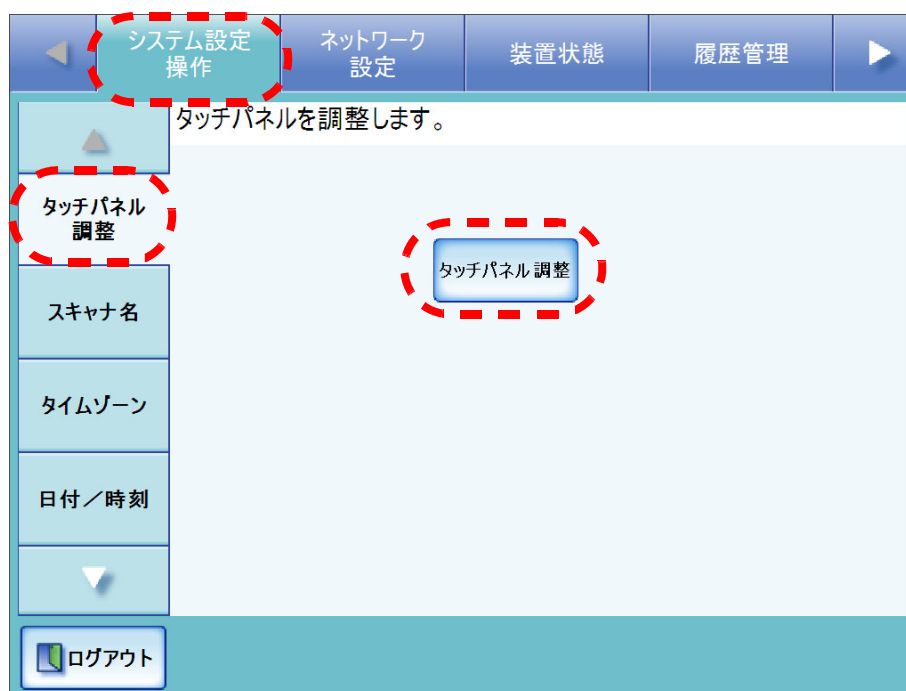 システム設定
操作
ネットワーク
設定
装置状態
履歴管理
タッチパネルを調整します。
タッチパネル
調整
タッチパネル調整
スキャナ名
タイムゾーン
日付／時刻
ログアウト